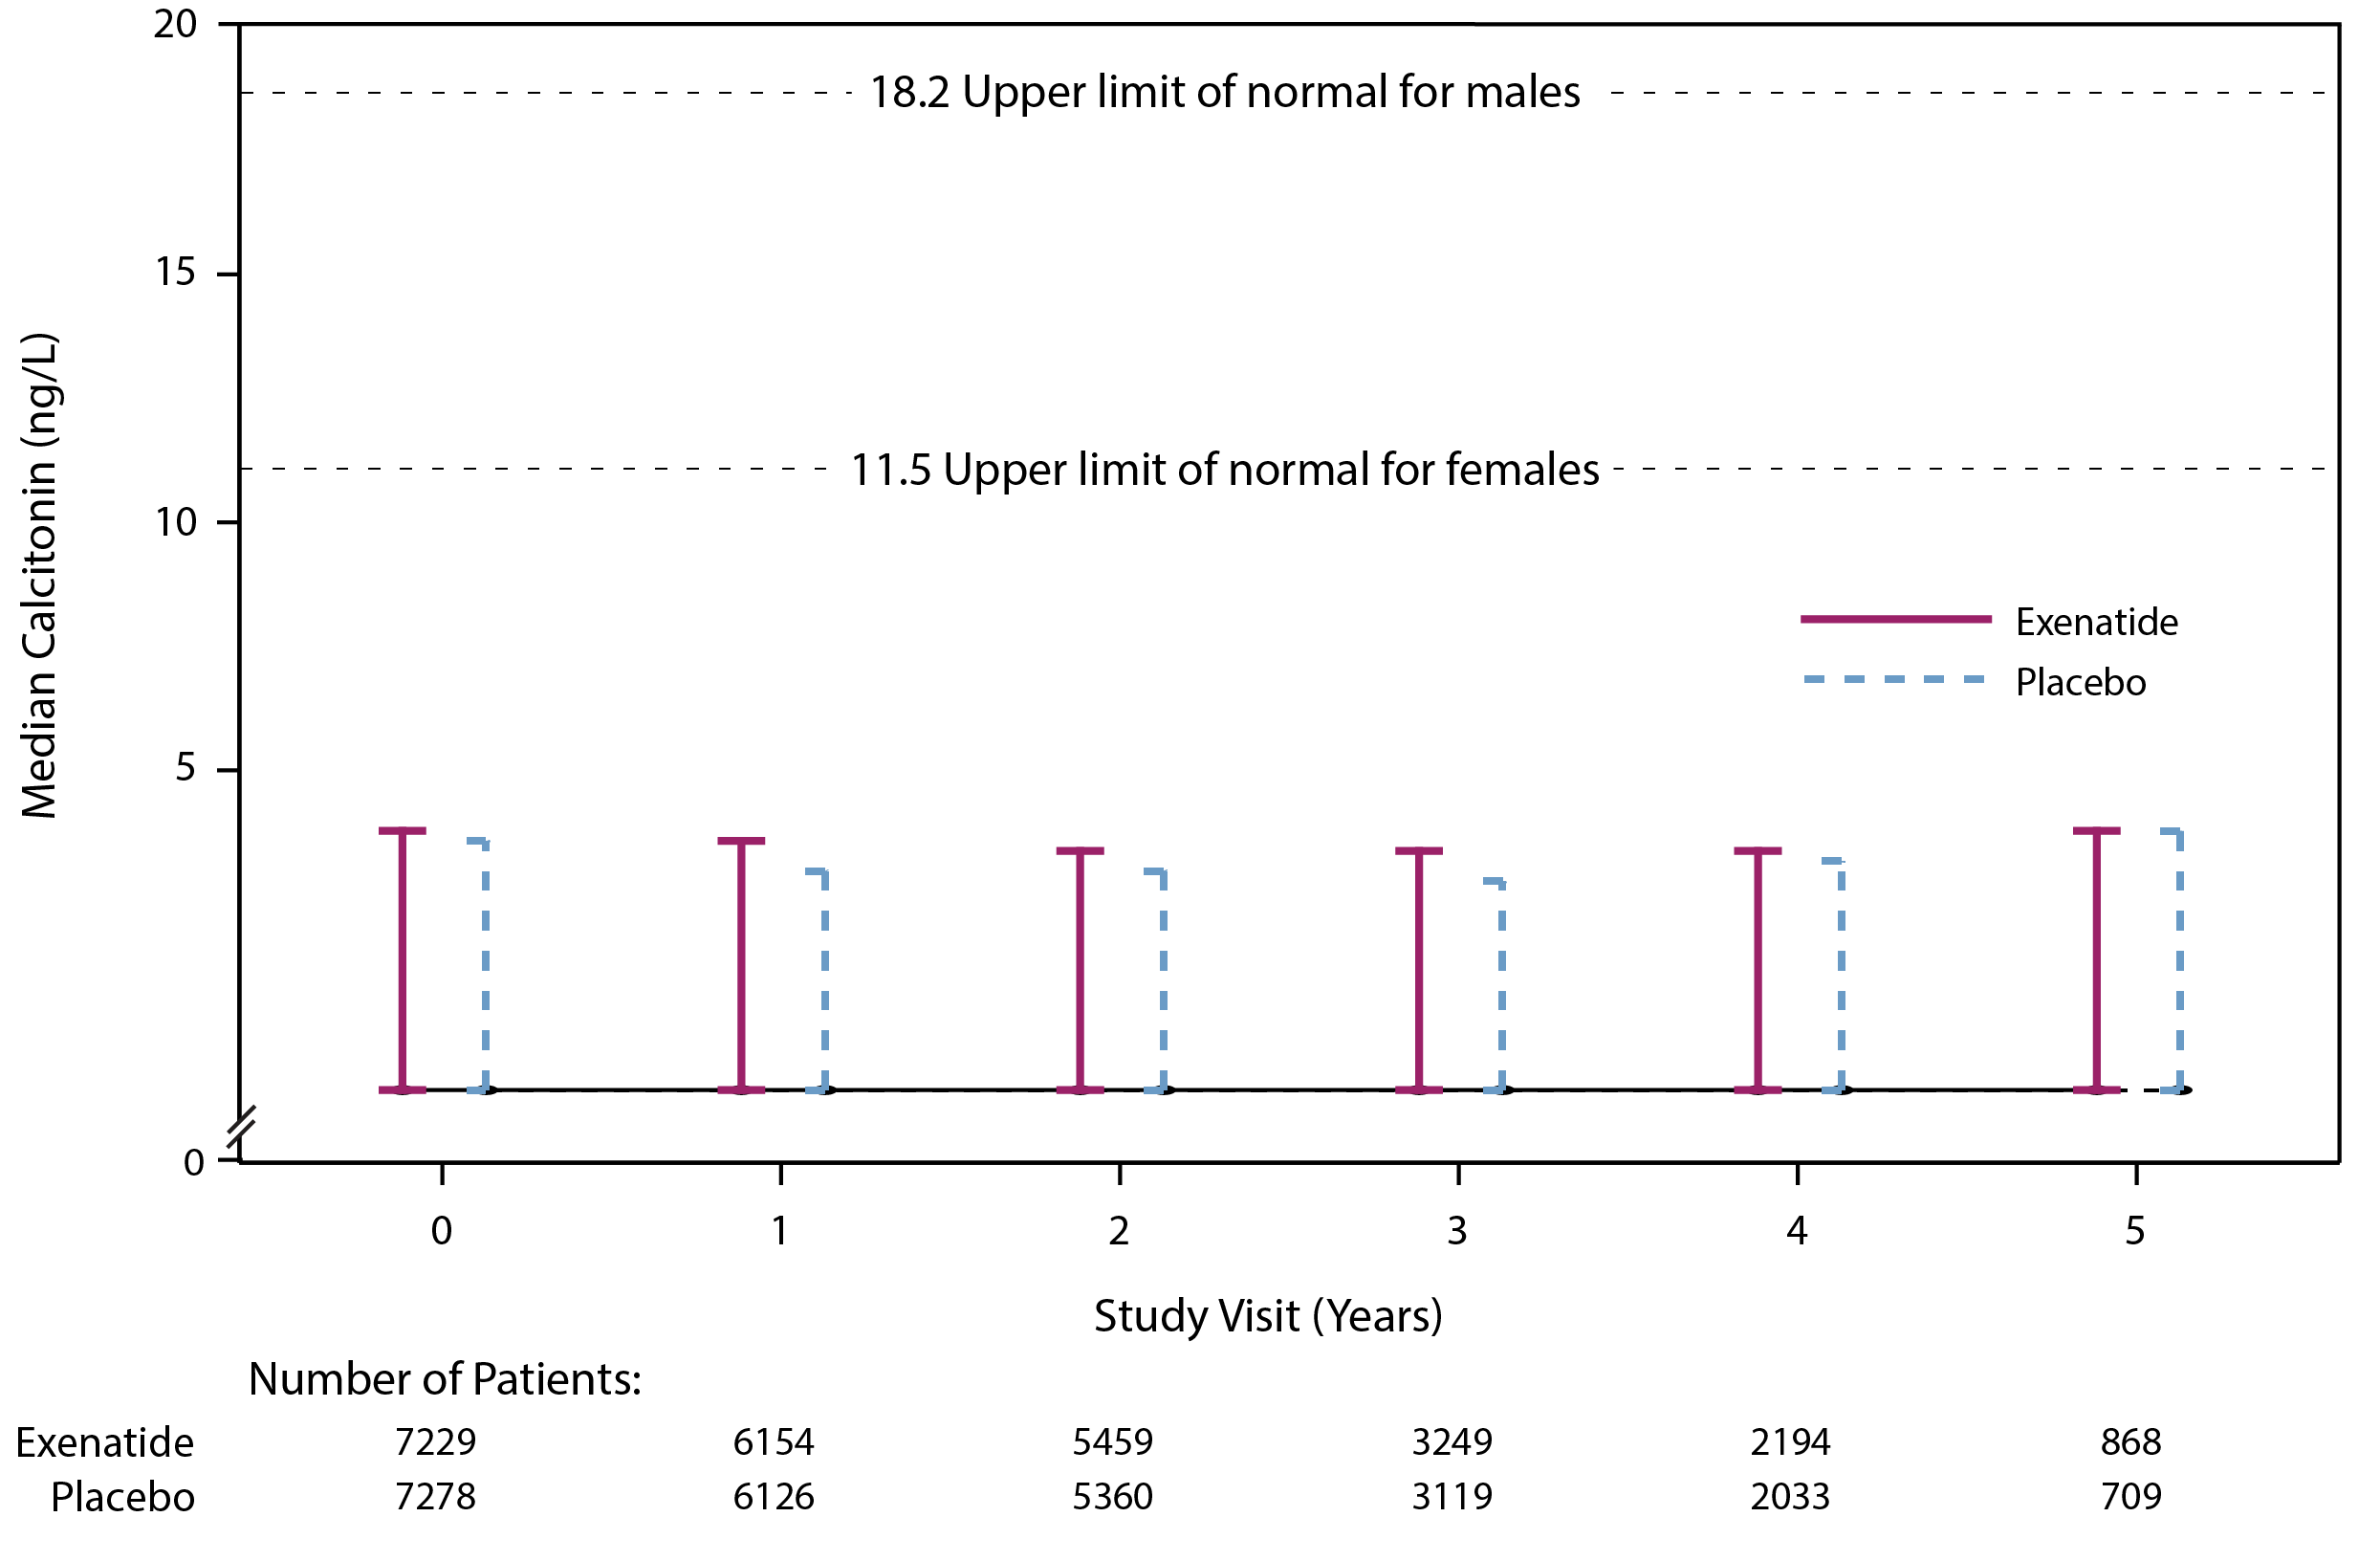 20
18.2 Upper limit of normal for males
15
Median Calcitonin (ng/L)
11.5 Upper limit of normal for females
10
Exenatide
Placebo
5
0
0 1 2 3 4 5
Study Visit (Years)
Number of Patients:
Exenatide 7229 6154 5459 3249 2194 868
Placebo 7278 6126 5360 3119 2033 709